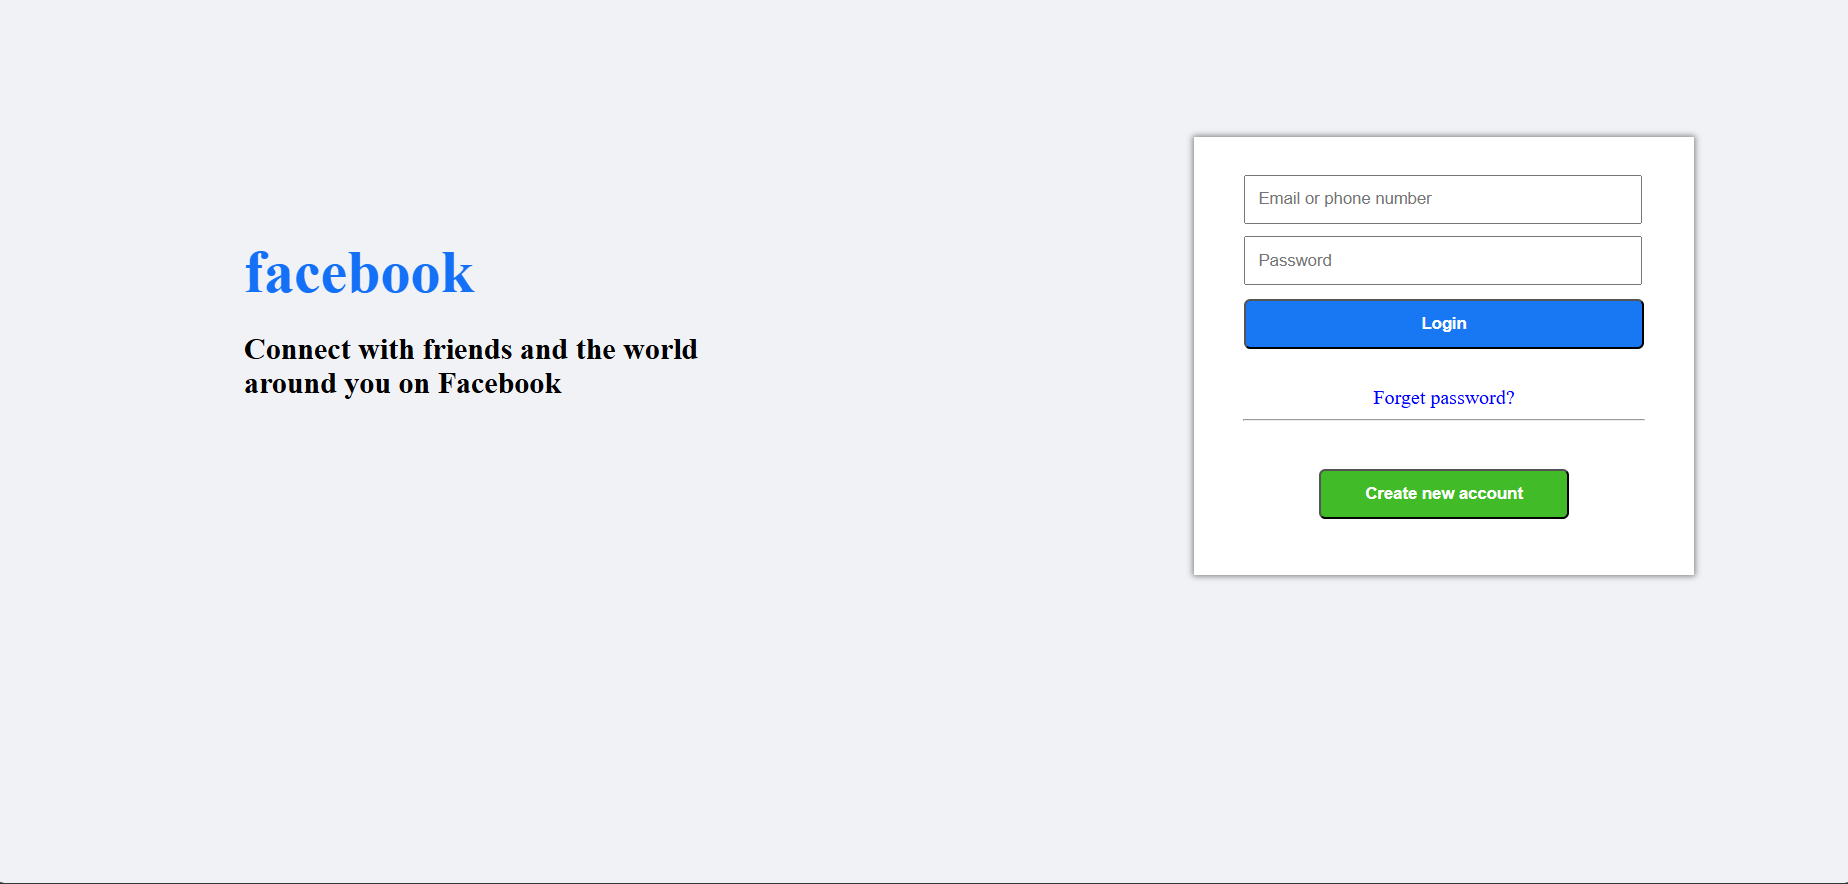 facebook
Connect with friends and the world
around you on Facebook
Email or phone number
Password
Login
Forget password?
Create new account